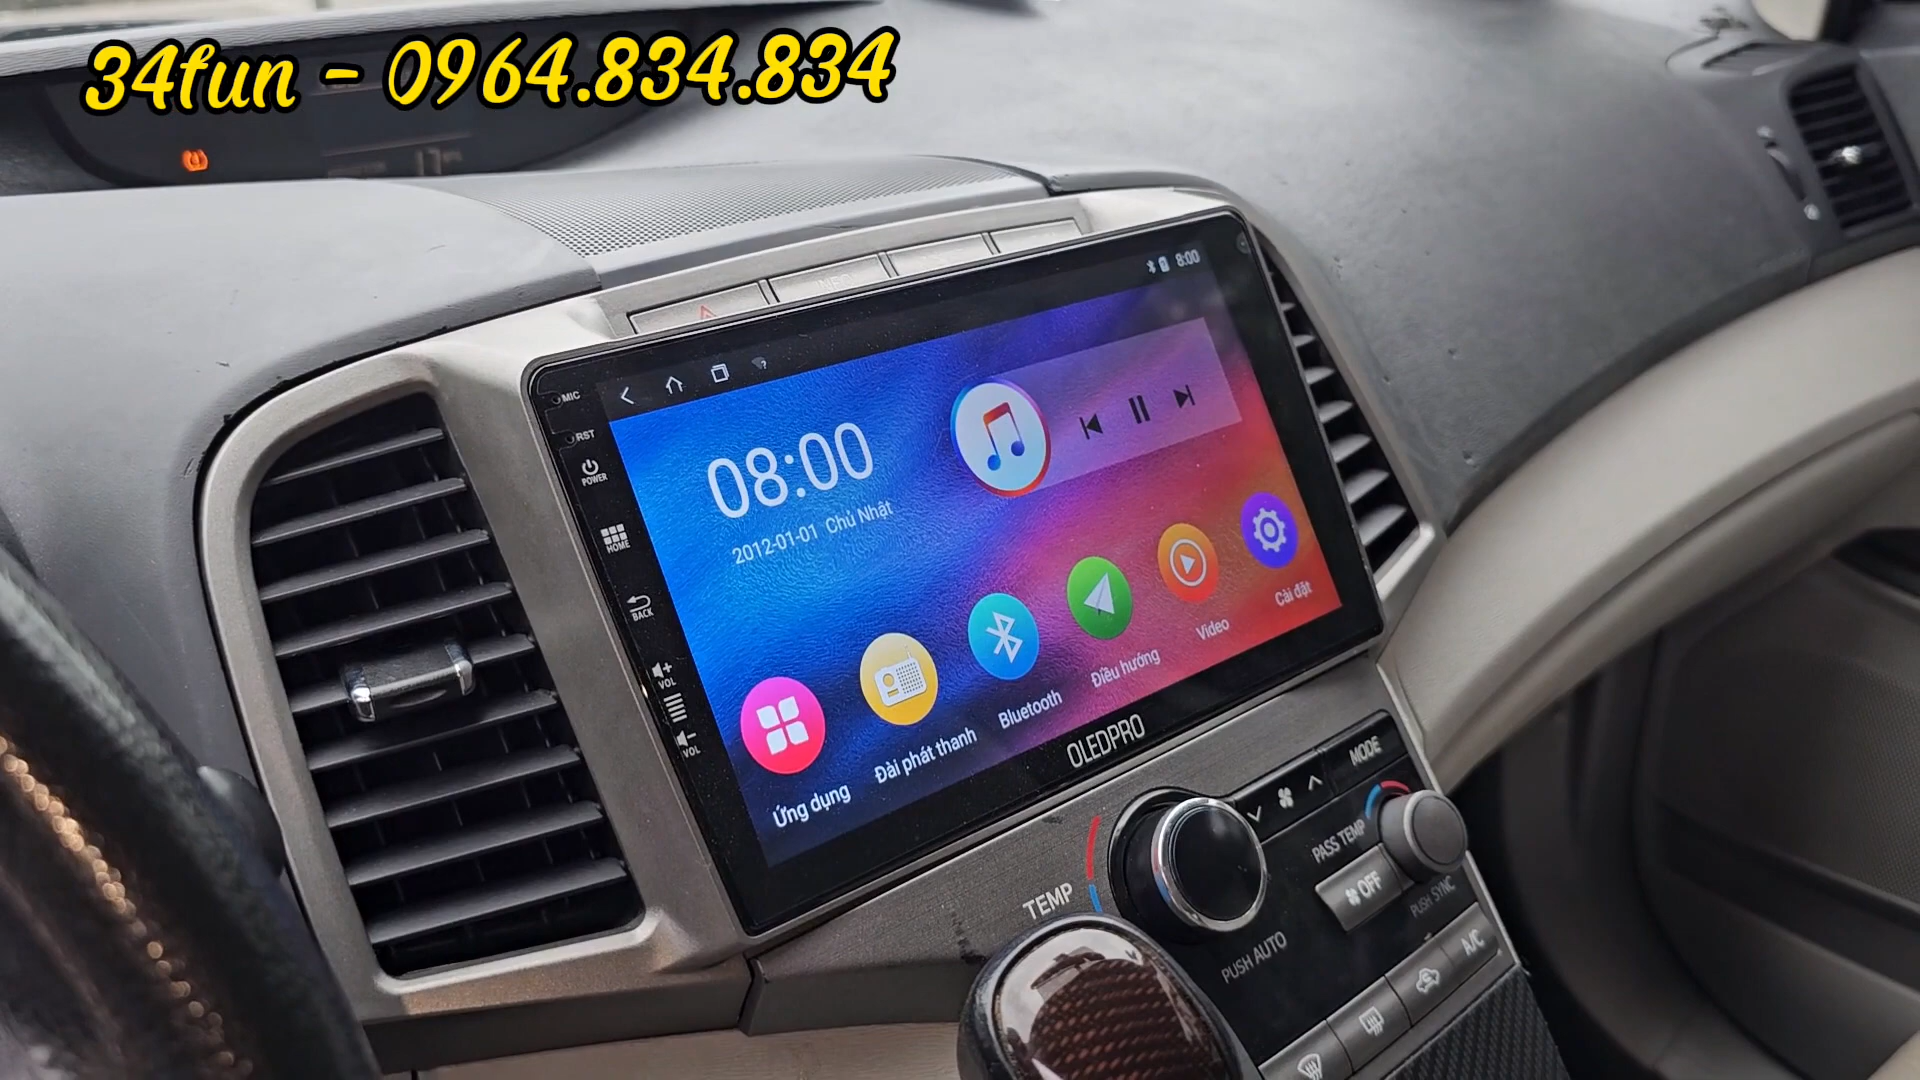 34fun - 0964.834.834
8:00
MIC
RST
POWER
HOME
BACK
VOL
VOL
08:00
2012-01-01 Chủ Nhật
Ứng dụng
Đài phát thanh
Bluetooth
Điều hướng
Video
Cài đặt
OLEDPRO
MODE
PASS TEMP
OFF
PUSH SYNC
TEMP
PUSH AUTO
A/C